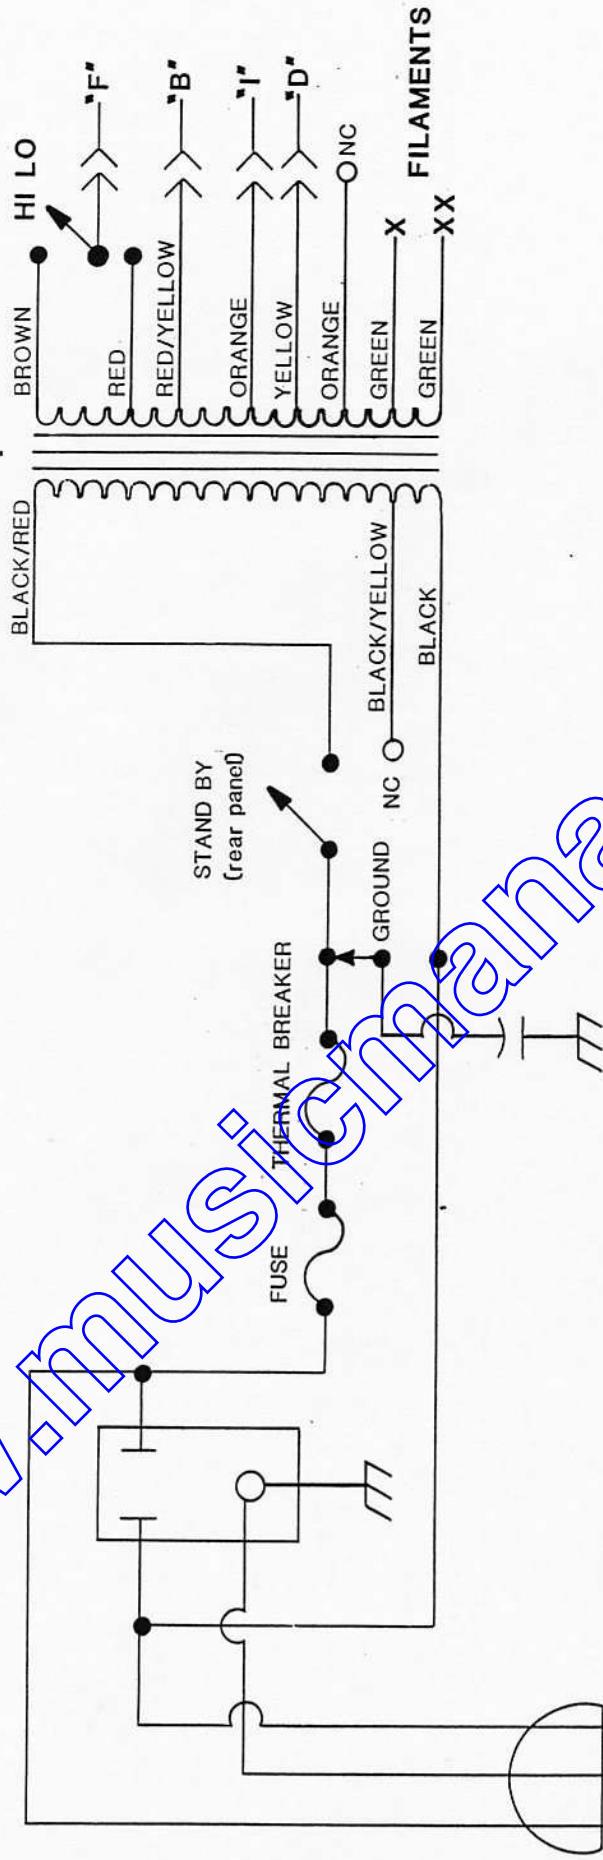 HI LO
"F"
"B"
"I"
"D"
NC
FILAMENTS
X
XX
BROWN
RED
RED/YELLOW
ORANGE
YELLOW
ORANGE
GREEN
GREEN
BLACK/RED
BLACK/YELLOW
BLACK
STAND BY
(rear panel)
NC
GROUND
THERMAL BREAKER
FUSE
.musicmana